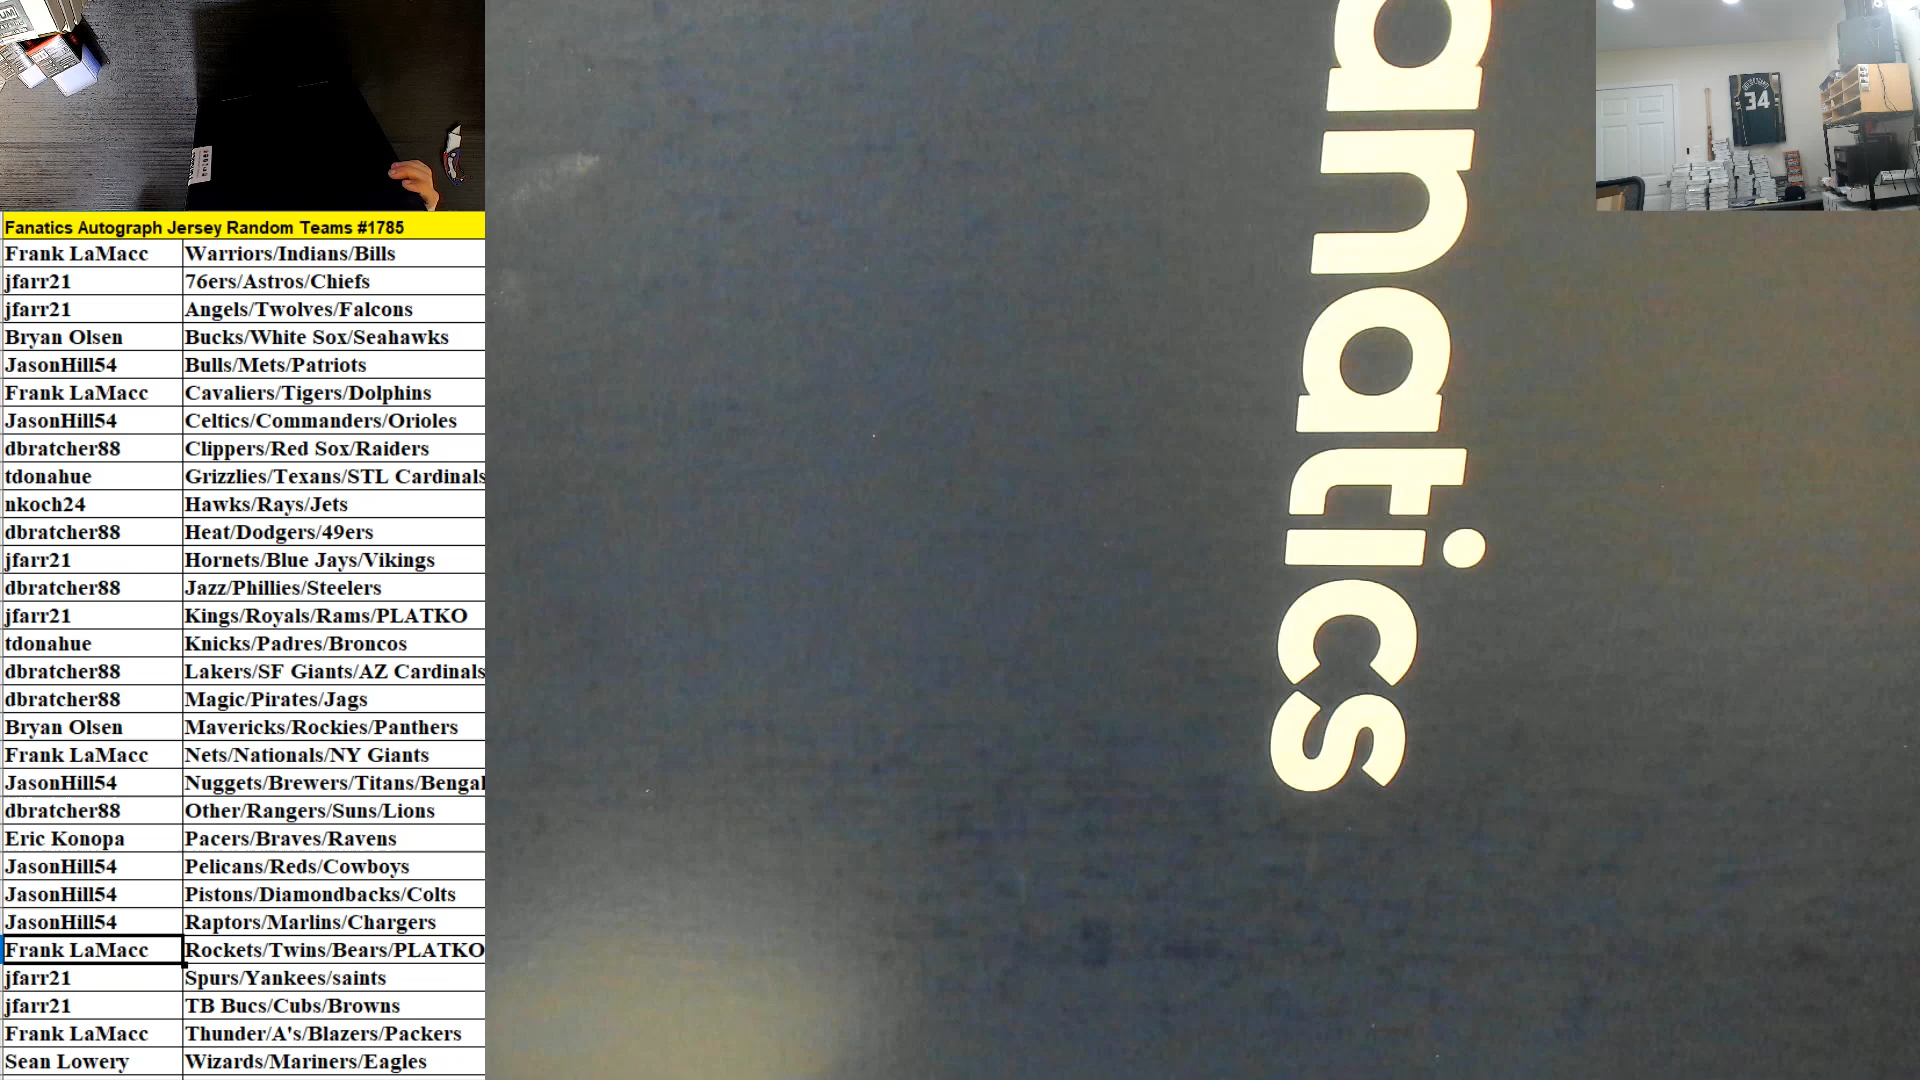 Fanatics Autograph Jersey Random Teams #1785
Frank LaMacc Warriors/Indians/Bills
jfarr21 76ers/Astros/Chiefs
jfarr21 Angels/Twolves/Falcons
Bryan Olsen Bucks/White Sox/Seahawks
JasonHill54 Bulls/Mets/Patriots
Frank LaMacc Cavaliers/Tigers/Dolphins
JasonHill54 Celtics/Commanders/Orioles
dbratcher88 Clippers/Red Sox/Raiders
tdonahue Grizzlies/Texans/STL Cardinals
nkoch24 Hawks/Rays/Jets
dbratcher88 Heat/Dodgers/49ers
jfarr21 Hornets/Blue Jays/Vikings
dbratcher88 Jazz/Phillies/Steelers
jfarr21 Kings/Royals/Rams/PLATKO
tdonahue Knicks/Padres/Broncos
dbratcher88 Lakers/SF Giants/AZ Cardinals
dbratcher88 Magic/Pirates/Jags
Bryan Olsen Mavericks/Rockies/Panthers
Frank LaMacc Nets/Nationals/NY Giants
JasonHill54 Nuggets/Brewers/Titans/Bengal
dbratcher88 Other/Rangers/Suns/Lions
Eric Konopa Pacers/Braves/Ravens
JasonHill54 Pelicans/Reds/Cowboys
JasonHill54 Pistons/Diamondbacks/Colts
JasonHill54 Raptors/Marlins/Chargers
Frank LaMacc Rockets/Twins/Bears/PLATKO
jfarr21 Spurs/Yankees/saints
jfarr21 TB Bucs/Cubs/Browns
Frank LaMacc Thunder/A's/Blazers/Packers
Sean Lowery Wizards/Mariners/Eagles
anatics
34